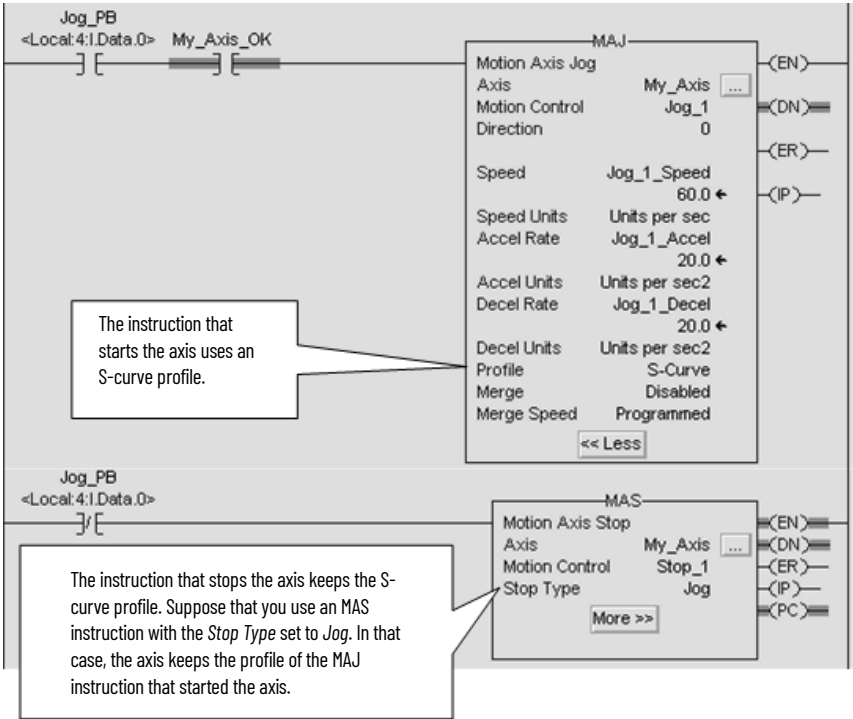 Jog_PB
<Local:4:I.Data.0>
My_Axis_OK
MAJ
Motion Axis Jog
Axis My_Axis ...
Motion Control Jog_1
Direction 0
Speed Jog_1_Speed
60.0
Speed Units Units per sec
Accel Rate Jog_1_Accel
20.0
Accel Units Units per sec2
Decel Rate Jog_1_Decel
20.0
Decel Units Units per sec2
Profile S-Curve
Merge Disabled
Merge Speed Programmed
<< Less
(EN)
(DN)
(ER)
(IP)
The instruction that
starts the axis uses an
S-curve profile.
Jog_PB
<Local:4:I.Data.0>
MAS
Motion Axis Stop
Axis My_Axis ...
Motion Control Stop_1
Stop Type Jog
More >>
(EN)
(DN)
(ER)
(IP)
(PC)
The instruction that stops the axis keeps the S-
curve profile. Suppose that you use an MAS
instruction with the Stop Type set to Jog. In that
case, the axis keeps the profile of the MAJ
instruction that started the axis.